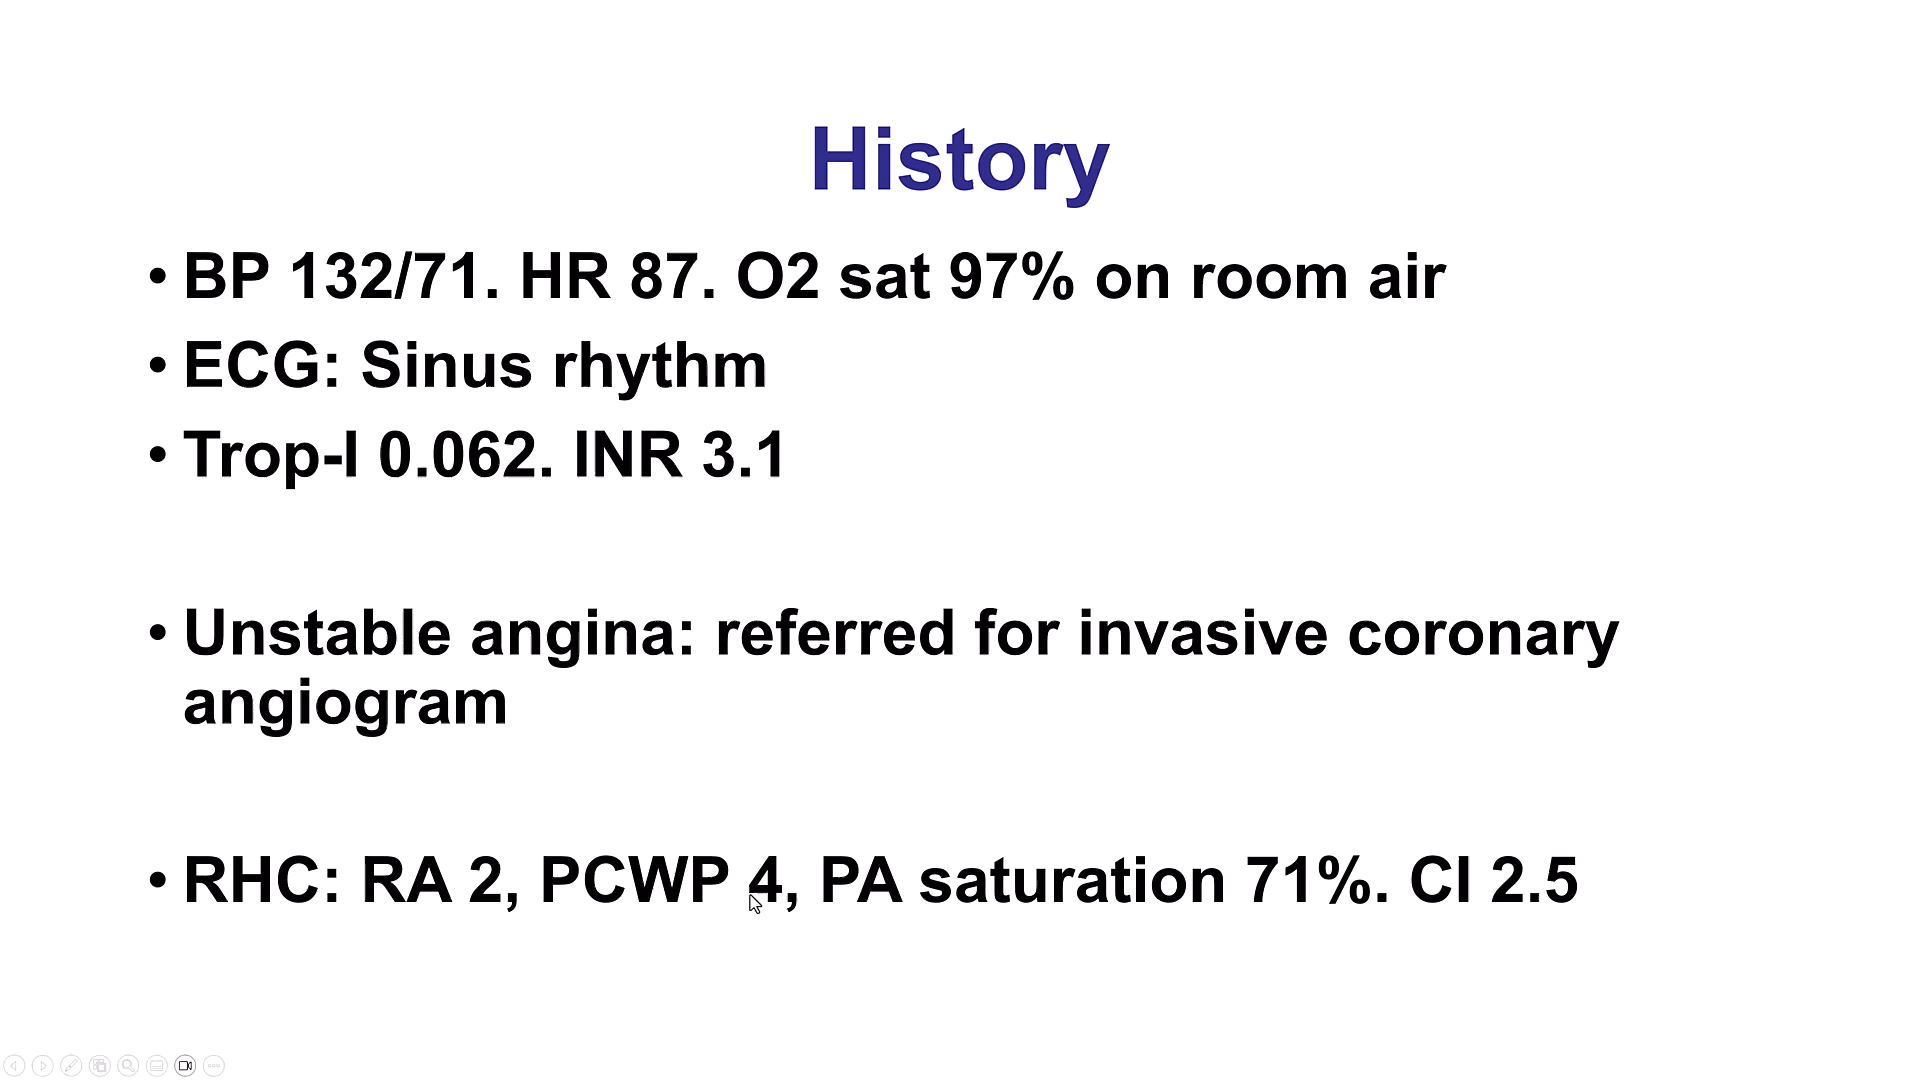 History
• BP 132/71. HR 87. O2 sat 97% on room air
• ECG: Sinus rhythm
• Trop-I 0.062. INR 3.1
• Unstable angina: referred for invasive coronary
angiogram
• RHC: RA 2, PCWP 4, PA saturation 71%. CI 2.5